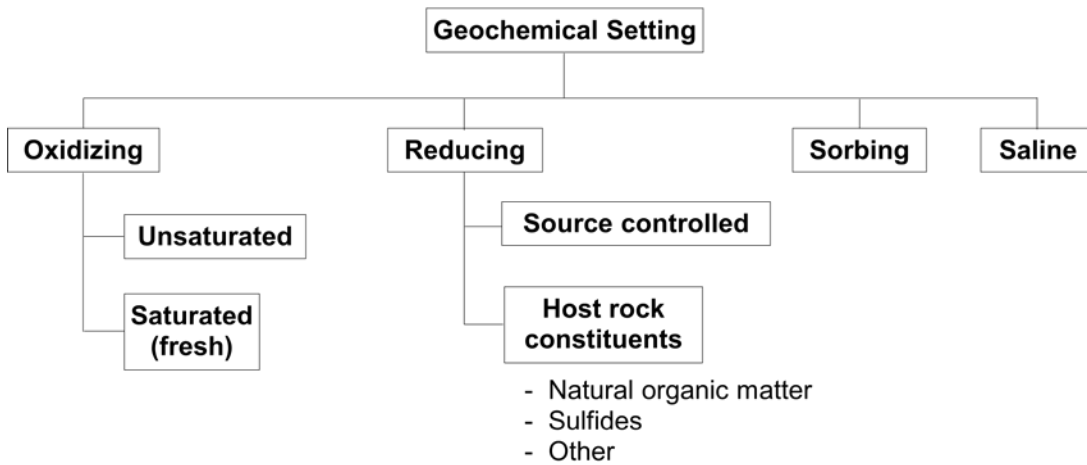 Geochemical Setting
Oxidizing
Reducing
Sorbing
Saline
Unsaturated
Saturated
(fresh)
Source controlled
Host rock
constituents
- Natural organic matter
- Sulfides
- Other